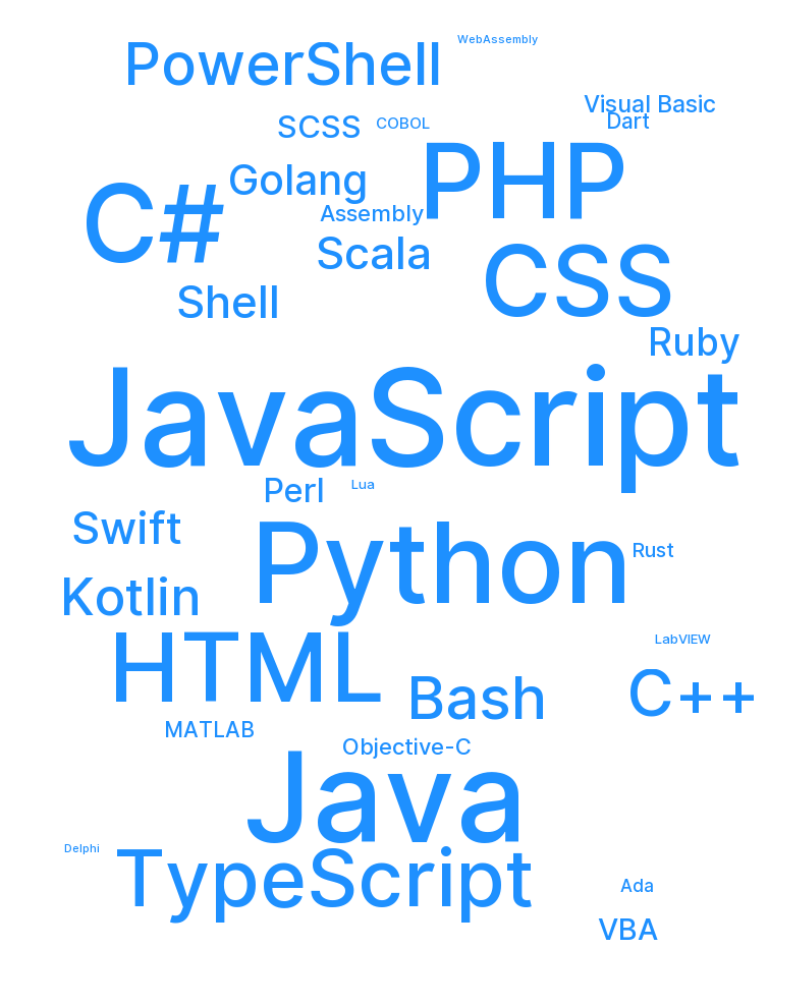 WebAssembly
PowerShell
Visual Basic
Dart
SCSS
COBOL
PHP
Golang
C#
Assembly
Scala
CSS
Shell
Ruby
JavaScript
Perl
Lua
Swift
Python
Rust
Kotlin
HTML
LabVIEW
Bash
C++
MATLAB
Objective-C
Java
Delphi
TypeScript
Ada
VBA